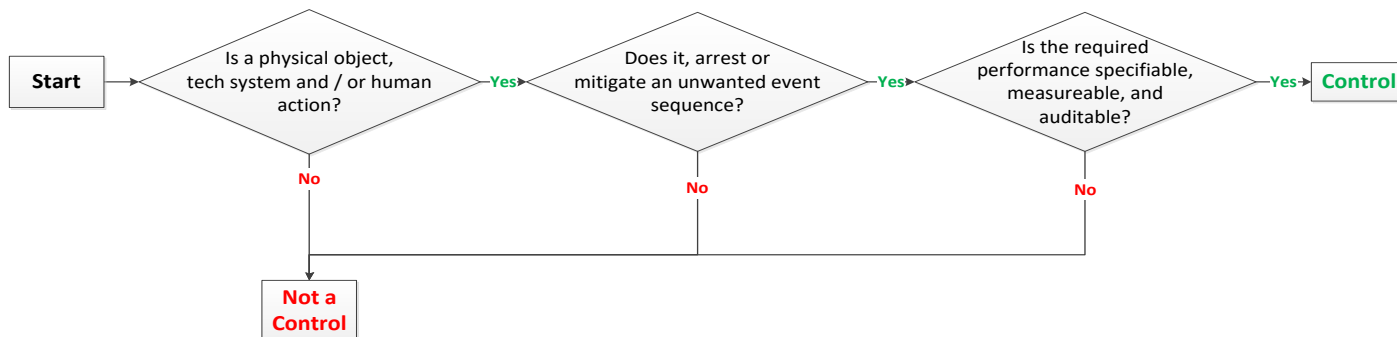 Start
Is a physical object,
tech system and / or human
action?
Yes
Does it, arrest or
mitigate an unwanted event
sequence?
Yes
Is the required
performance specifiable,
measureable, and
auditable?
Yes
Control
No
No
No
Not a
Control